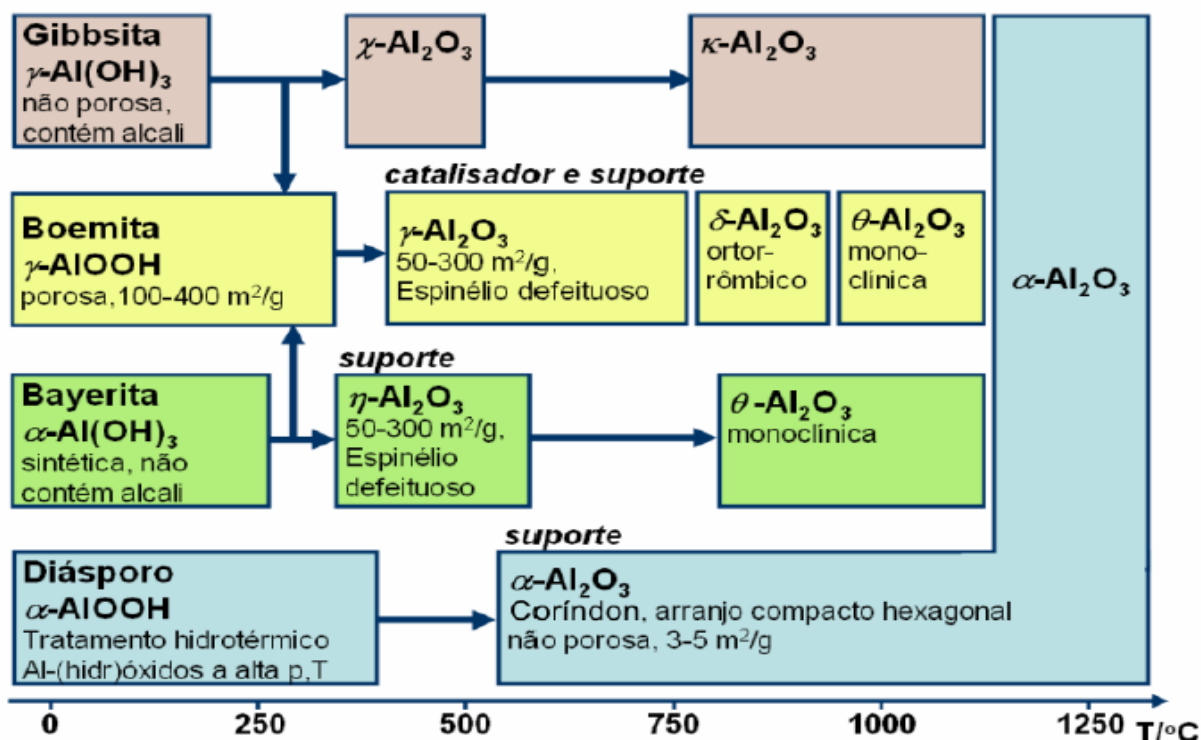 Gibbsita
γ-Al(OH)₃
não porosa,
contém alcali
χ-Al₂O₃
κ-Al₂O₃
catalisador e suporte
Boemita
γ-AlOOH
porosa,100-400 m²/g
γ-Al₂O₃
50-300 m²/g,
Espinélio defeituoso
δ-Al₂O₃
ortor-
rômbico
θ-Al₂O₃
mono-
clínica
α-Al₂O₃
suporte
Bayerita
α-Al(OH)₃
sintética, não
contém alcali
η-Al₂O₃
50-300 m²/g,
Espinélio
defeituoso
θ -Al₂O₃
monoclínica
suporte
Diásporo
α-AlOOH
Tratamento hidrotérmico
Al-(hidr)óxidos a alta p,T
α-Al₂O₃
Coríndon, arranjo compacto hexagonal
não porosa, 3-5 m²/g
0 250 500 750 1000 1250 T/°C